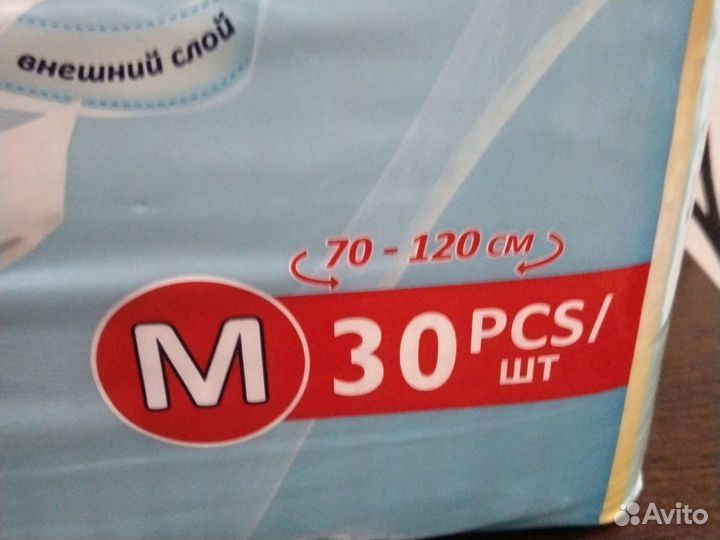 внешний слой
70 - 120 см
M
30 PCS/
шт
Avito